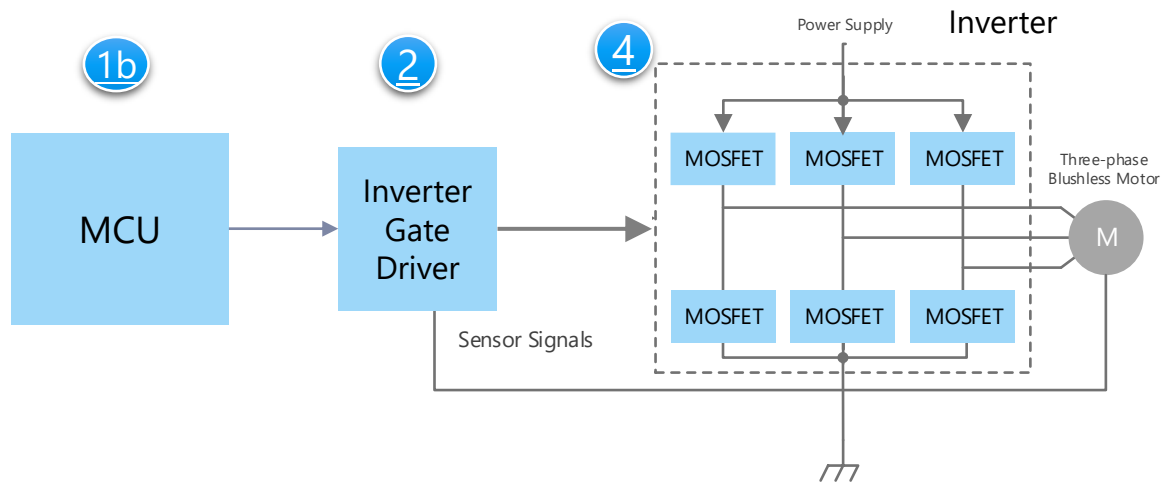 Power Supply
Inverter
1b
2
4
MOSFET
MOSFET
MOSFET
Three-phase
Blushless Motor
MCU
Inverter
Gate
Driver
M
MOSFET
MOSFET
MOSFET
Sensor Signals